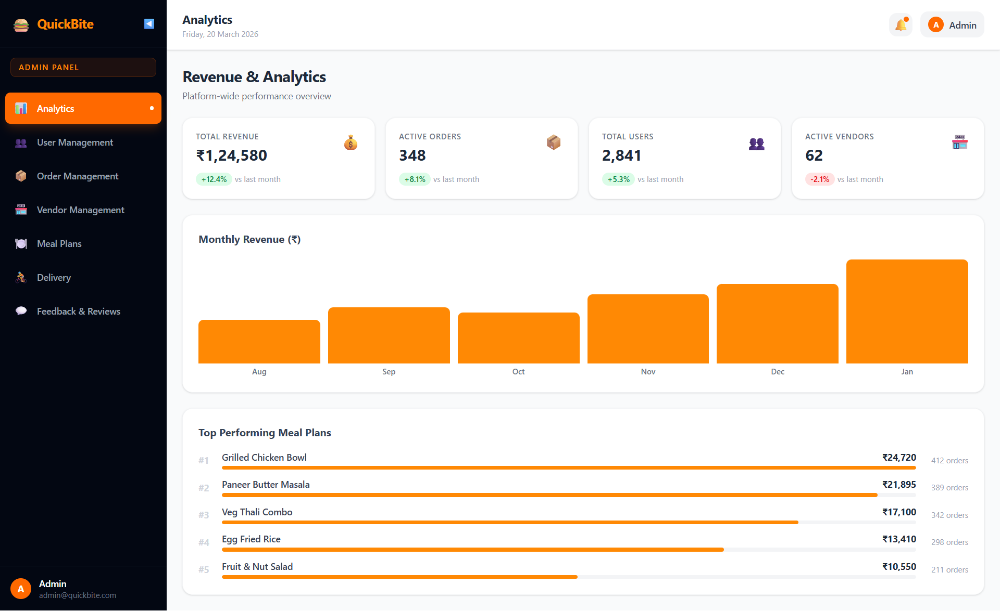 QuickBite
ADMIN PANEL
Analytics
User Management
Order Management
Vendor Management
Meal Plans
Delivery
Feedback & Reviews
A
Admin
admin@quickbite.com
Analytics
Friday, 20 March 2026
A Admin
Revenue & Analytics
Platform-wide performance overview
TOTAL REVENUE
₹1,24,580
+12.4% vs last month
ACTIVE ORDERS
348
+8.1% vs last month
TOTAL USERS
2,841
+5.3% vs last month
ACTIVE VENDORS
62
-2.1% vs last month
Monthly Revenue (₹)
Aug Sep Oct Nov Dec Jan
Top Performing Meal Plans
#1 Grilled Chicken Bowl ₹24,720 412 orders
#2 Paneer Butter Masala ₹21,895 389 orders
#3 Veg Thali Combo ₹17,100 342 orders
#4 Egg Fried Rice ₹13,410 298 orders
#5 Fruit & Nut Salad ₹10,550 211 orders